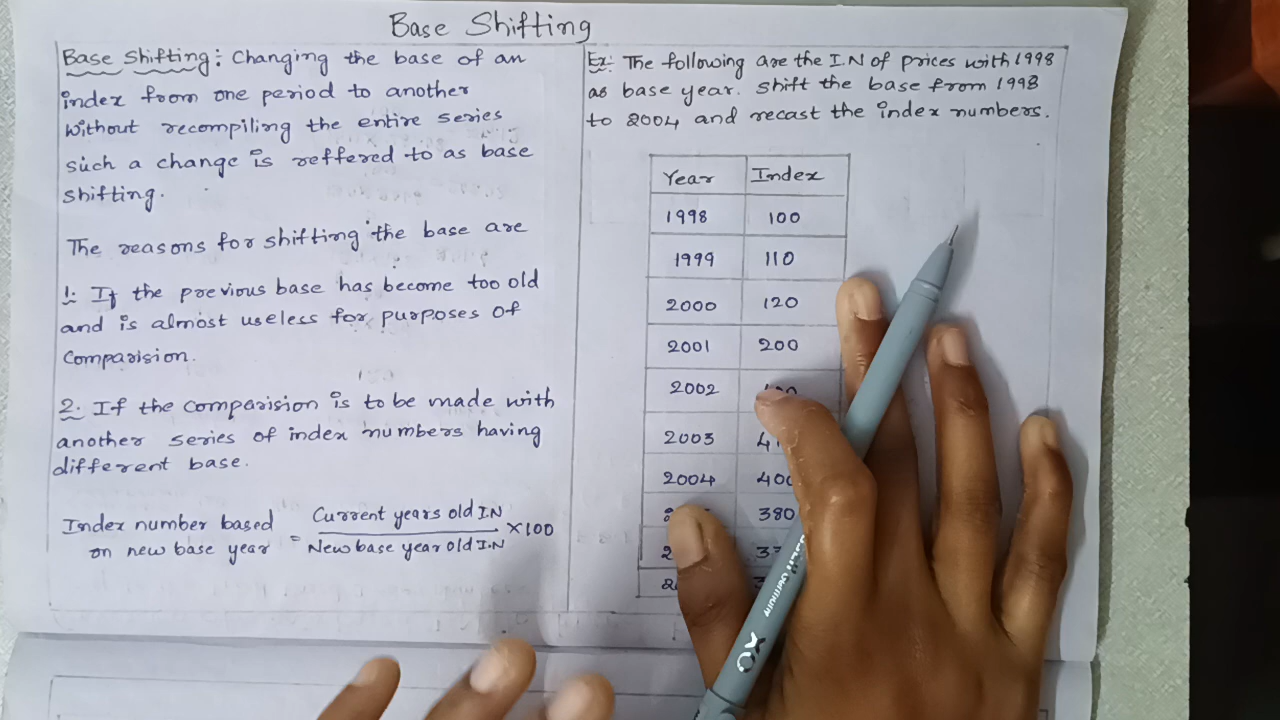 Base Shifting
Base Shifting: Changing the base of an
index from one period to another
without recompiling the entire series
such a change is reffered to as base
shifting.
The reasons for shifting the base are
1: If the previous base has become too old
and is almost useless for purposes of
Comparision.
2. If the comparision is to be made with
another series of index numbers having
different base.
Index number based on new base year = Current years old IN / New base year old I.N × 100
Ex: The following are the I.N of prices with 1998
as base year. Shift the base from 1998
to 2004 and recast the index numbers.
Year Index
1998 100
1999 110
2000 120
2001 200
2002
2003
2004 400
380
XO